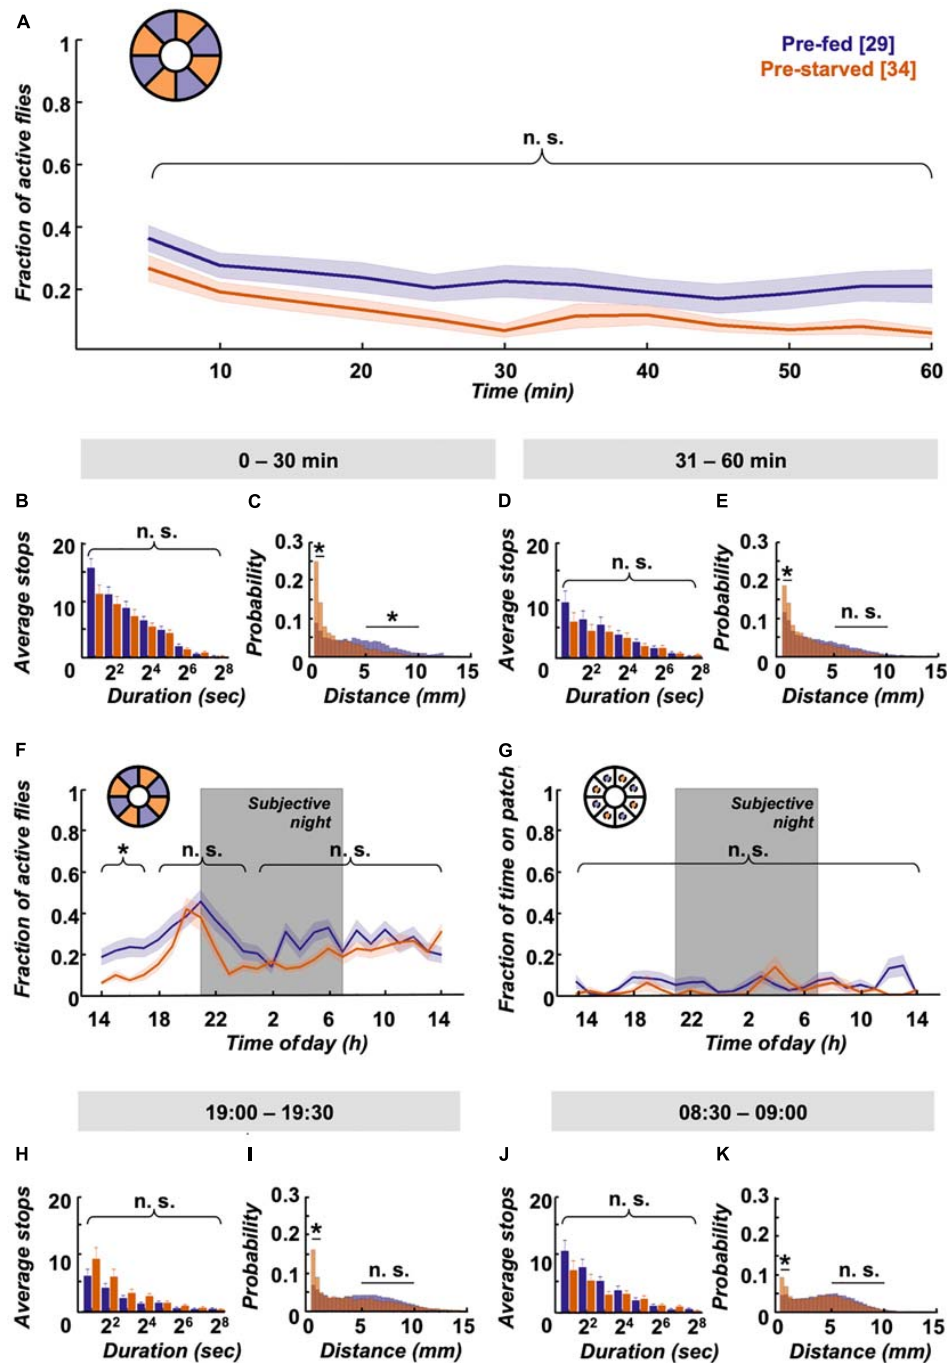 A
Pre-fed [29]
Pre-starved [34]
Fraction of active flies
1
0.8
0.6
0.4
0.2
n. s.
10 20 30 40 50 60
Time (min)
0 – 30 min
31 – 60 min
B
Average stops
20
10
0
n. s.
2² 2⁴ 2⁶ 2⁸
Duration (sec)
C
Probability
0.3
0.2
0.1
0
*
*
0 5 10 15
Distance (mm)
D
Average stops
20
10
0
n. s.
2² 2⁴ 2⁶ 2⁸
Duration (sec)
E
Probability
0.3
0.2
0.1
0
*
n. s.
0 5 10 15
Distance (mm)
F
Fraction of active flies
1
0.8
0.6
0.4
0.2
0
Subjective
night
*
n. s.
n. s.
14 18 22 2 6 10 14
Time of day (h)
G
Fraction of time on patch
1
0.8
0.6
0.4
0.2
0
Subjective
night
n. s.
14 18 22 2 6 10 14
Time of day (h)
19:00 – 19:30
08:30 – 09:00
H
Average stops
20
10
0
n. s.
2² 2⁴ 2⁶ 2⁸
Duration (sec)
I
Probability
0.3
0.2
0.1
0
*
n. s.
0 5 10 15
Distance (mm)
J
Average stops
20
10
0
n. s.
2² 2⁴ 2⁶ 2⁸
Duration (sec)
K
Probability
0.3
0.2
0.1
0
*
n. s.
0 5 10 15
Distance (mm)